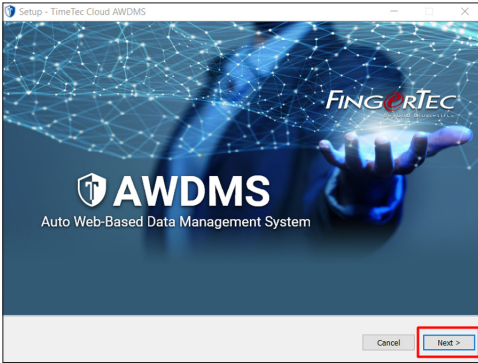 Setup - TimeTec Cloud AWDMS
FINGERTEC
AWDMS
Auto Web-Based Data Management System
Cancel
Next >